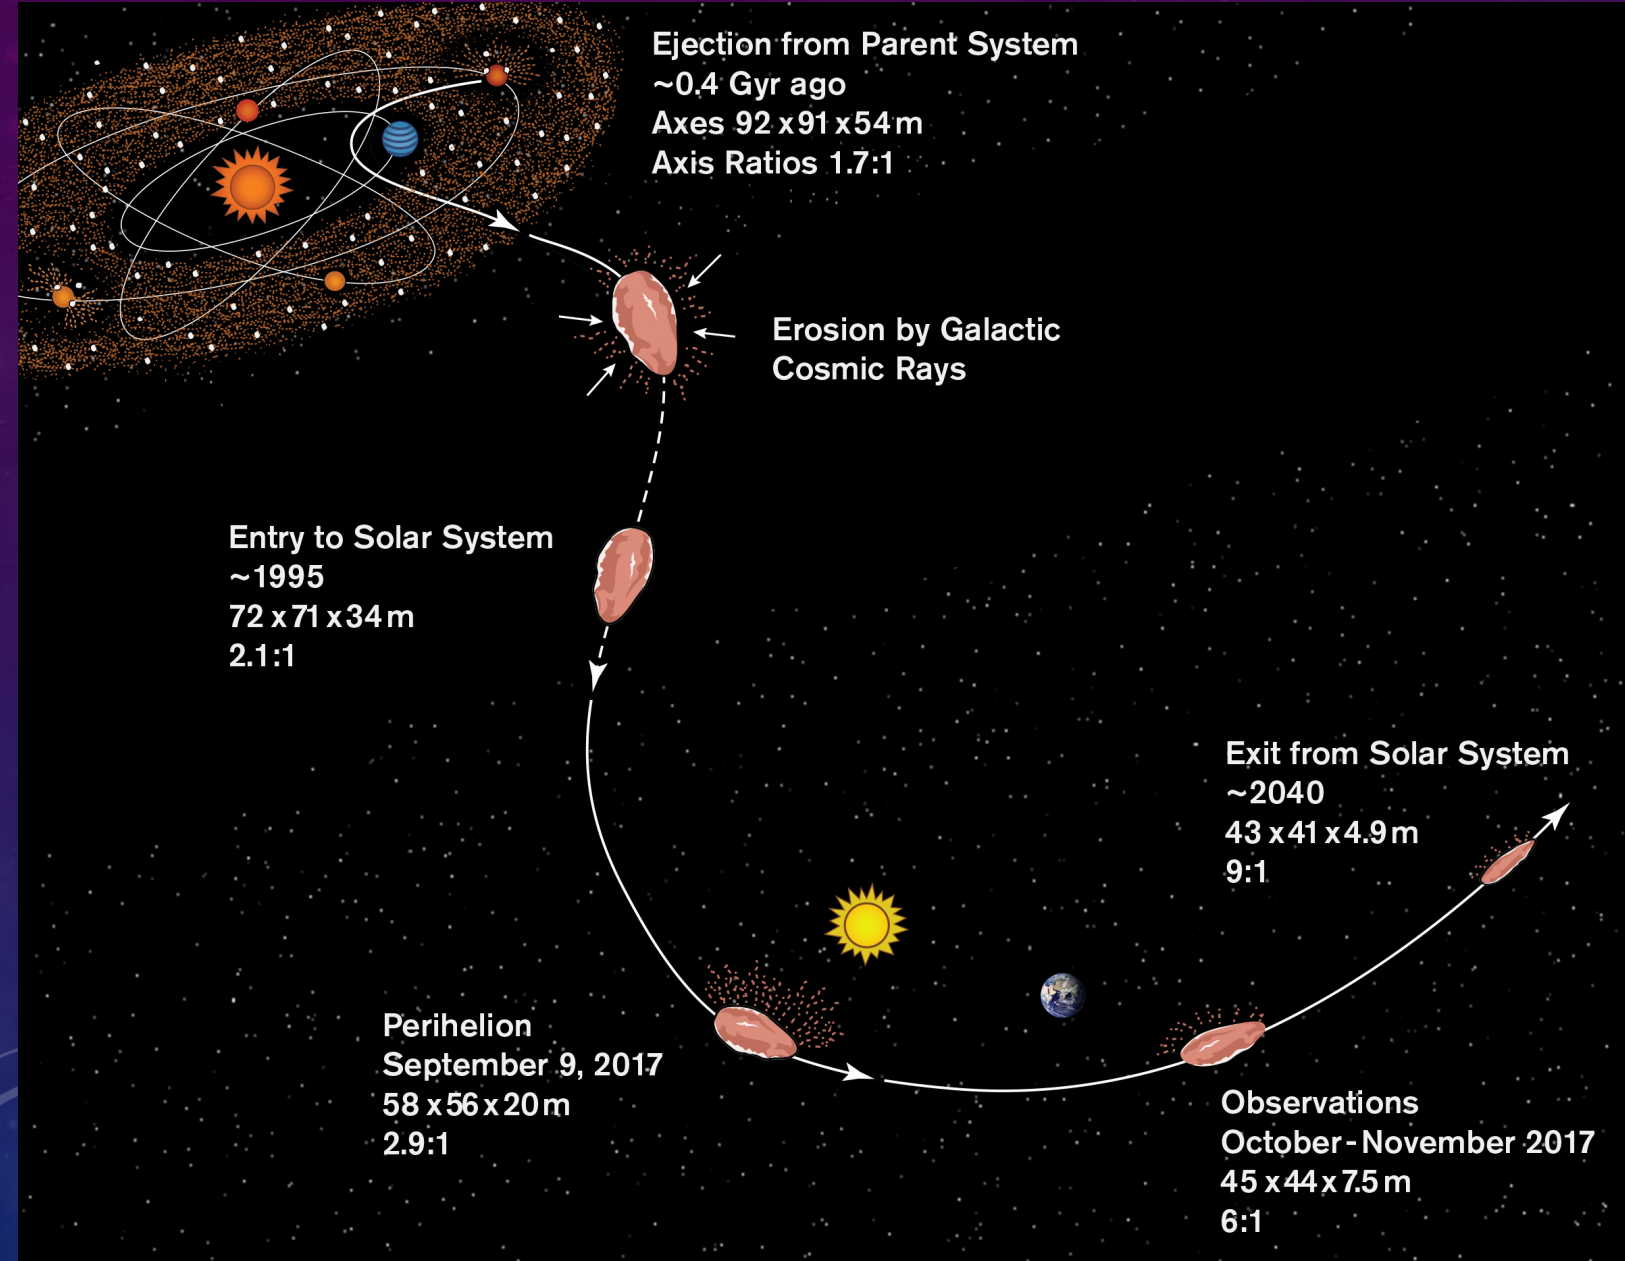 Ejection from Parent System
~0.4 Gyr ago
Axes 92 x 91 x 54 m
Axis Ratios 1.7:1
Erosion by Galactic
Cosmic Rays
Entry to Solar System
~1995
72 x 71 x 34 m
2.1:1
Exit from Solar System
~2040
43 x 41 x 4.9 m
9:1
Perihelion
September 9, 2017
58 x 56 x 20 m
2.9:1
Observations
October - November 2017
45 x 44 x 7.5 m
6:1